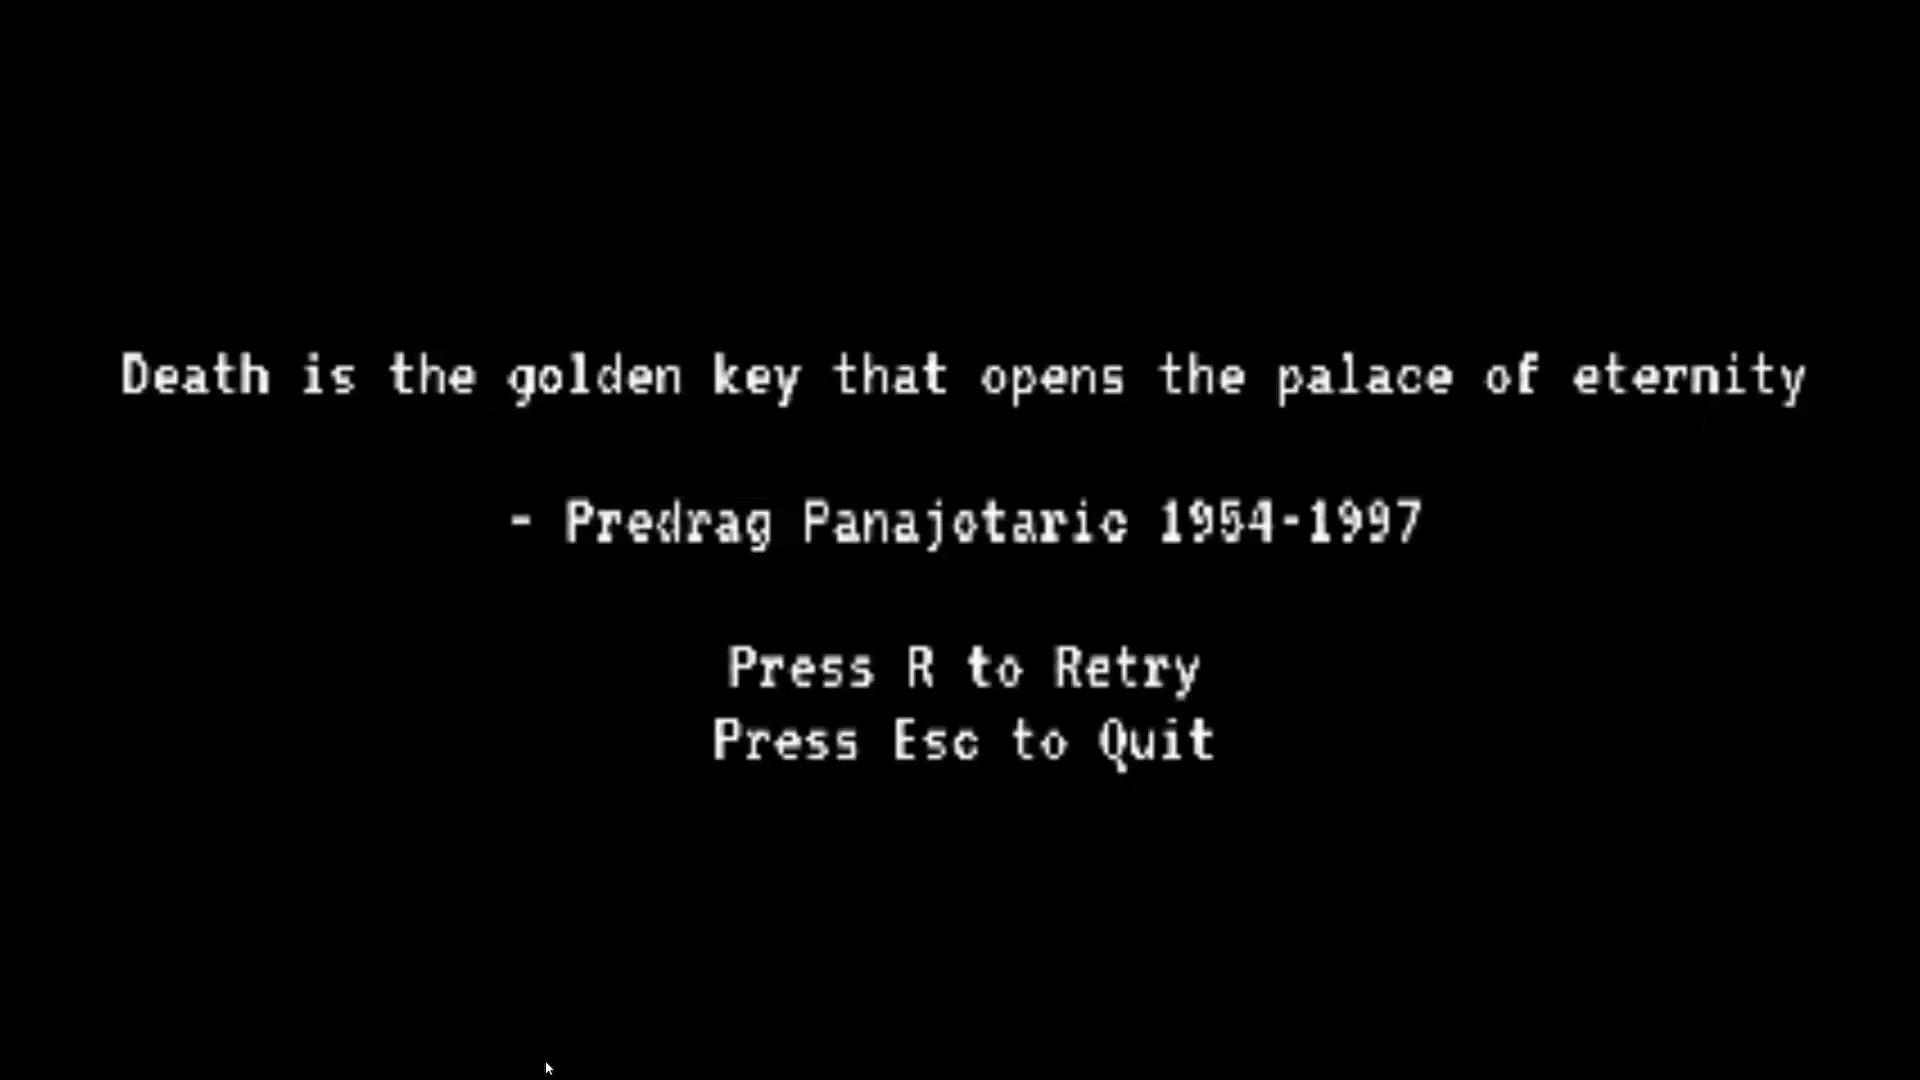 Death is the golden key that opens the palace of eternity
- Predrag Panajotaric 1954-1997
Press R to Retry
Press Esc to Quit